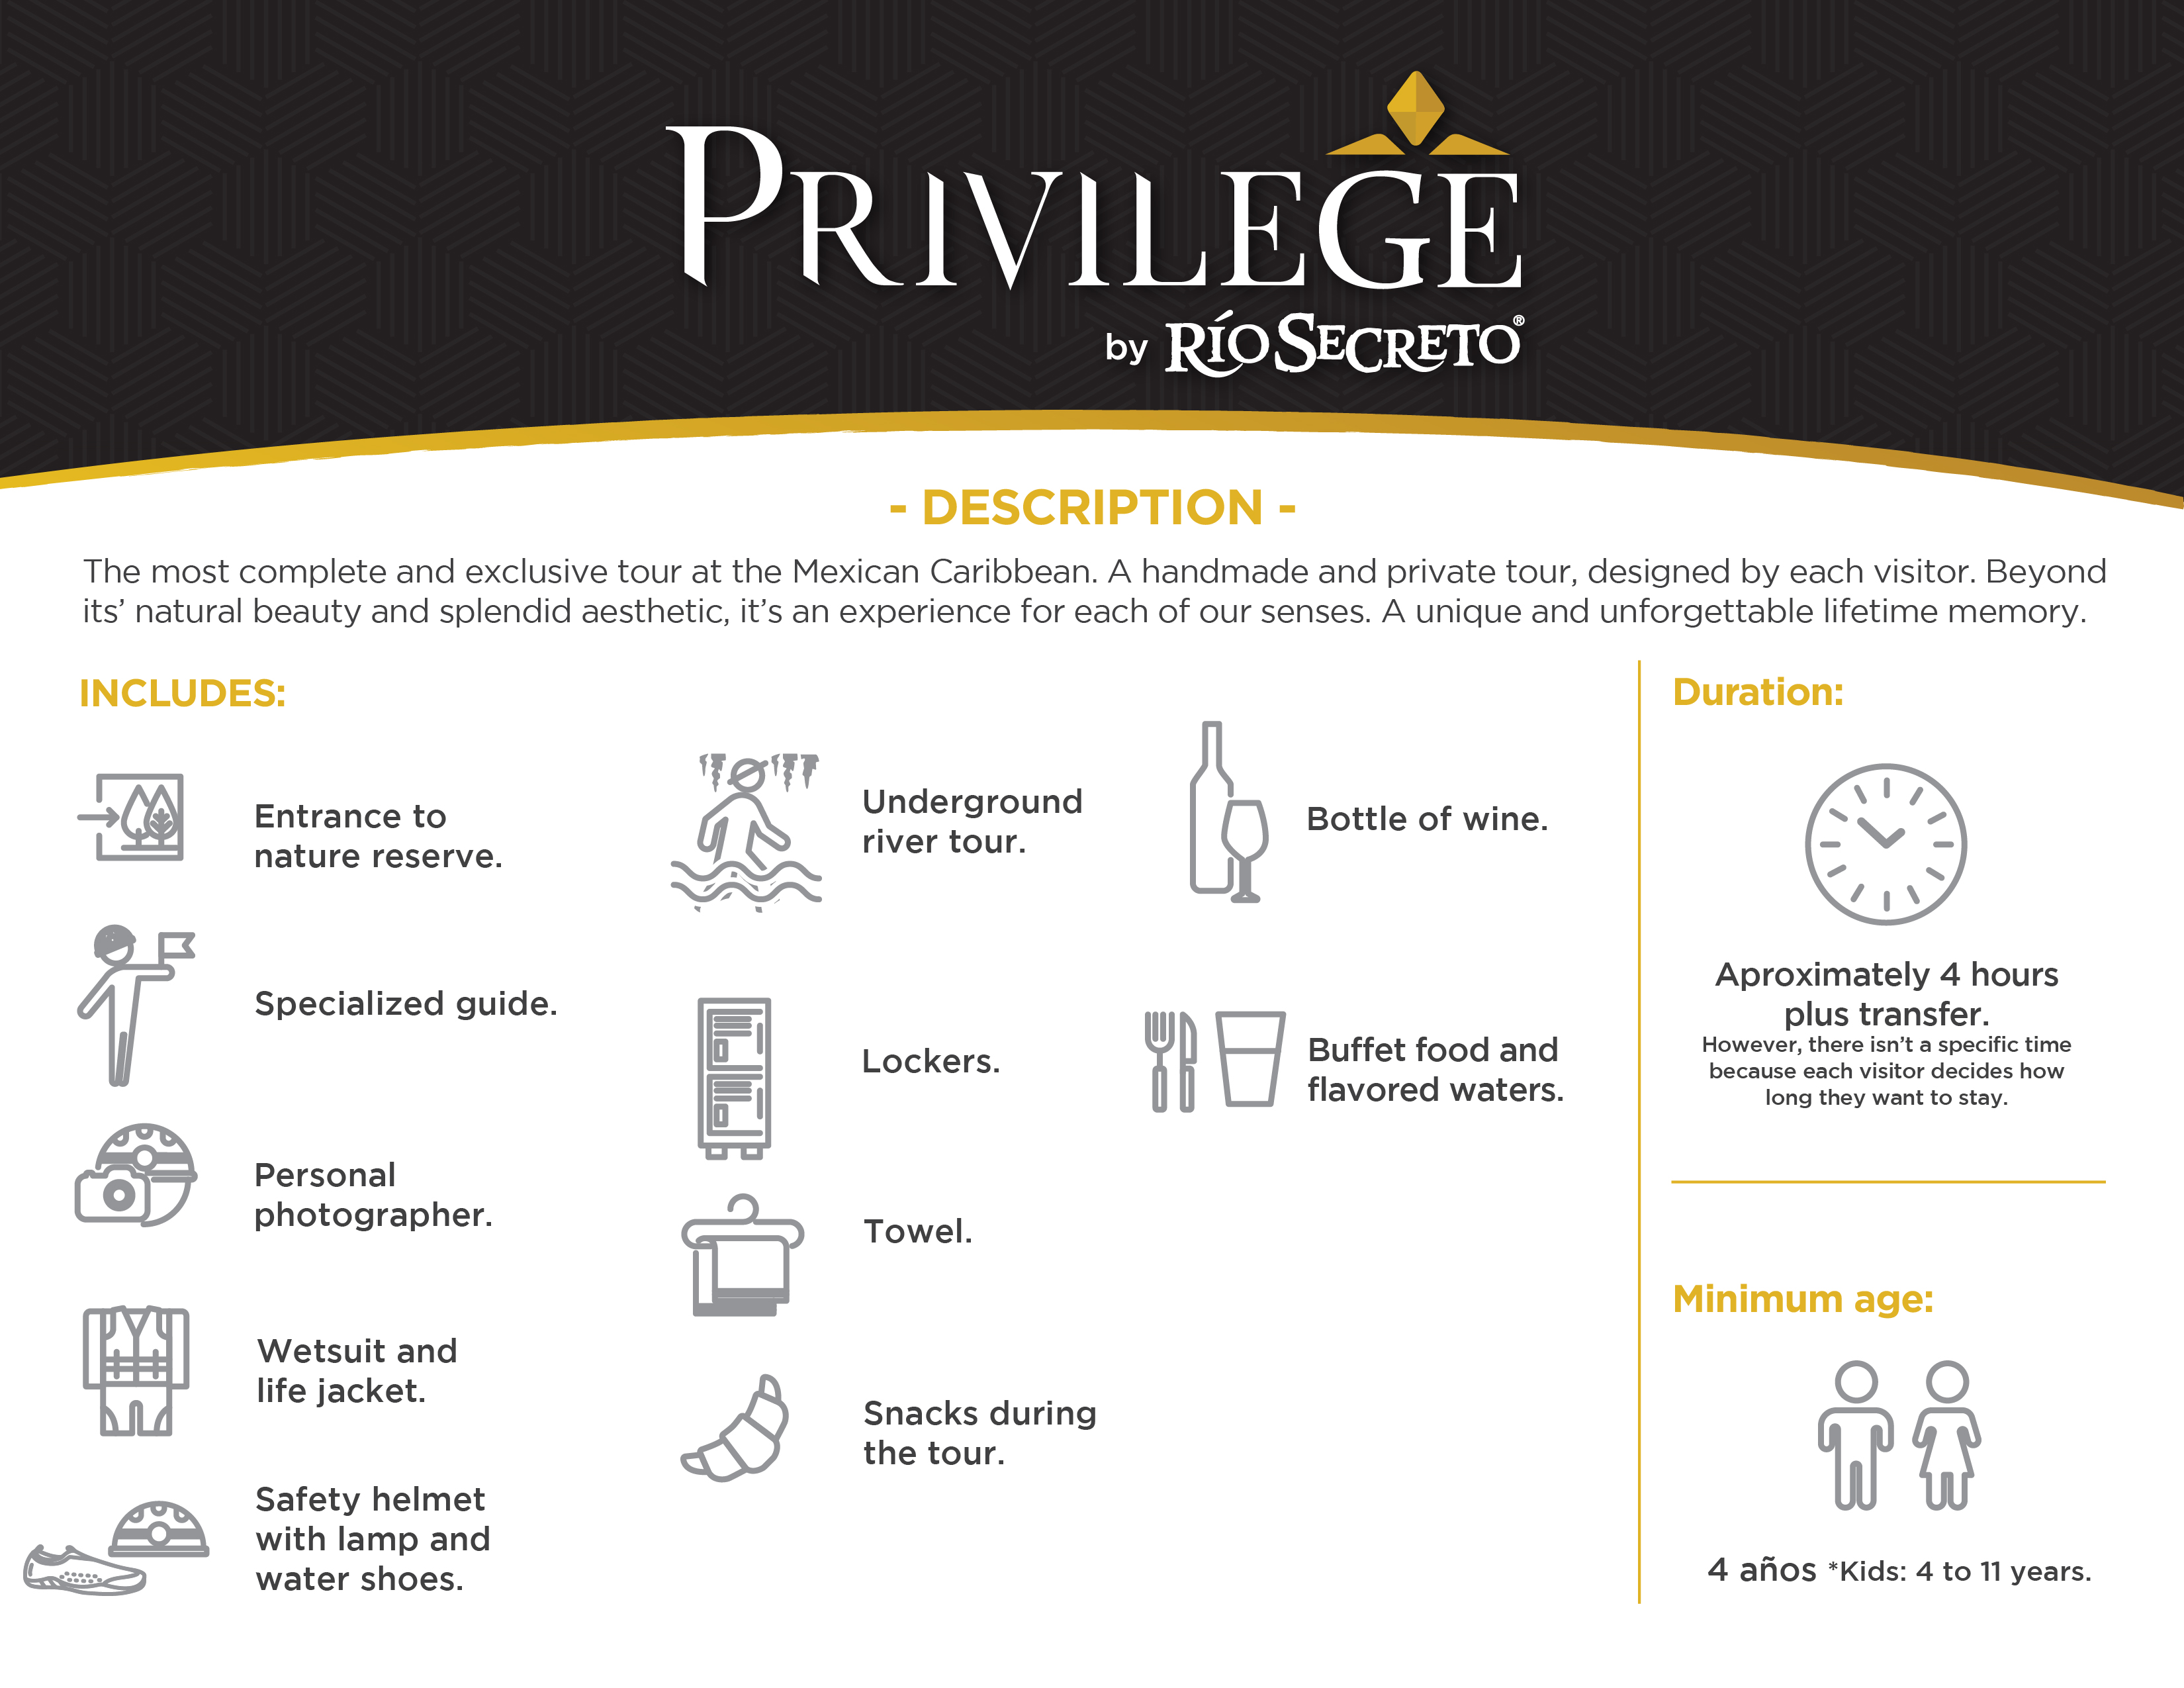 PRIVILEGE
by RÍO SECRETO®
- DESCRIPTION -
The most complete and exclusive tour at the Mexican Caribbean. A handmade and private tour, designed by each visitor. Beyond
its’ natural beauty and splendid aesthetic, it’s an experience for each of our senses. A unique and unforgettable lifetime memory.
INCLUDES:
Entrance to
nature reserve.
Specialized guide.
Personal
photographer.
Wetsuit and
life jacket.
Safety helmet
with lamp and
water shoes.
Underground
river tour.
Lockers.
Towel.
Snacks during
the tour.
Bottle of wine.
Buffet food and
flavored waters.
Duration:
Aproximately 4 hours
plus transfer.
However, there isn’t a specific time
because each visitor decides how
long they want to stay.
Minimum age:
4 años *Kids: 4 to 11 years.